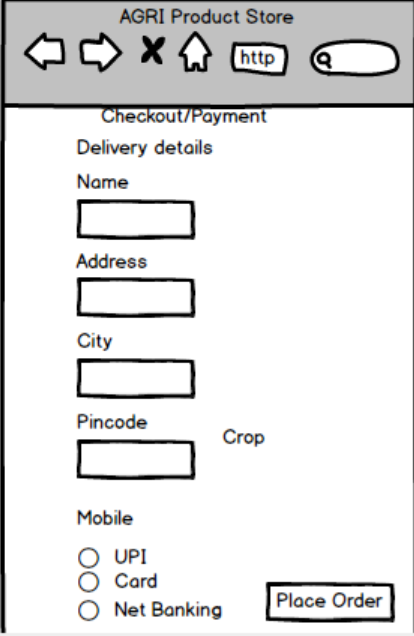 AGRI Product Store
http
Checkout/Payment
Delivery details
Name
Address
City
Pincode
Crop
Mobile
UPI
Card
Net Banking
Place Order